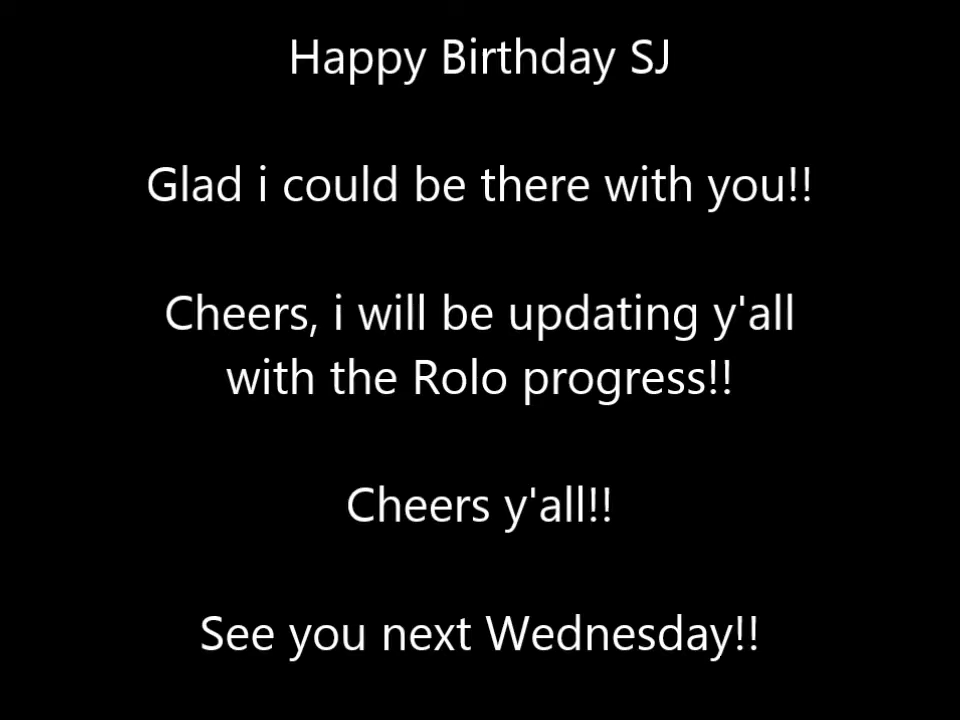 Happy Birthday SJ
Glad i could be there with you!!
Cheers, i will be updating y'all
with the Rolo progress!!
Cheers y'all!!
See you next Wednesday!!